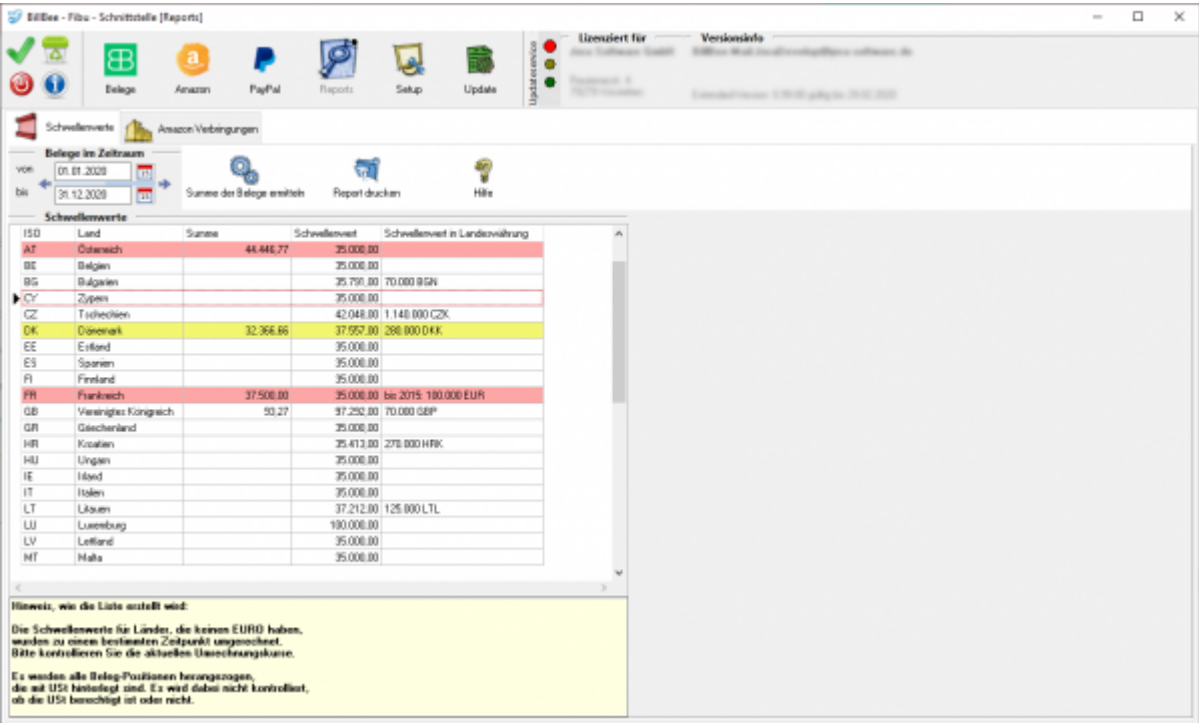 BillBee - Fibu - Schnittstelle [Reports]
Belege
Amazon
PayPal
Reports
Setup
Update
Updateservice
Lizenziert für
Versionsinfo
Schwellenwerte
Amazon Verbringungen
Belege im Zeitraum
von 01.01.2020
bis 31.12.2020
Summe der Belege ermitteln
Report drucken
Hilfe
Schwellenwerte
ISO Land Summe Schwellenwert Schwellenwert in Landeswährung
AT Österreich 44.446,77 35.000,00
BE Belgien 35.000,00
BG Bulgarien 35.791,00 70.000 BGN
CY Zypern 35.000,00
CZ Tschechien 42.048,00 1.140.000 CZK
DK Dänemark 32.366,66 37.557,00 280.000 DKK
EE Estland 35.000,00
ES Spanien 35.000,00
FI Finnland 35.000,00
FR Frankreich 37.500,00 35.000,00 bis 2015: 100.000 EUR
GB Vereinigtes Königreich 93,27 97.292,00 70.000 GBP
GR Griechenland 35.000,00
HR Kroatien 35.413,00 270.000 HRK
HU Ungarn 35.000,00
IE Irland 35.000,00
IT Italien 35.000,00
LT Litauen 37.212,00 125.000 LTL
LU Luxemburg 100.000,00
LV Lettland 35.000,00
MT Malta 35.000,00
Hinweis, wie die Liste erstellt wird:
Die Schwellenwerte für Länder, die keinen EURO haben,
wurden zu einem bestimmten Zeitpunkt umgerechnet.
Bitte kontrollieren Sie die aktuellen Umrechnungskurse.
Es werden alle Beleg-Positionen herangezogen,
die mit USt hinterlegt sind. Es wird dabei nicht kontrolliert,
ob die USt berechtigt ist oder nicht.